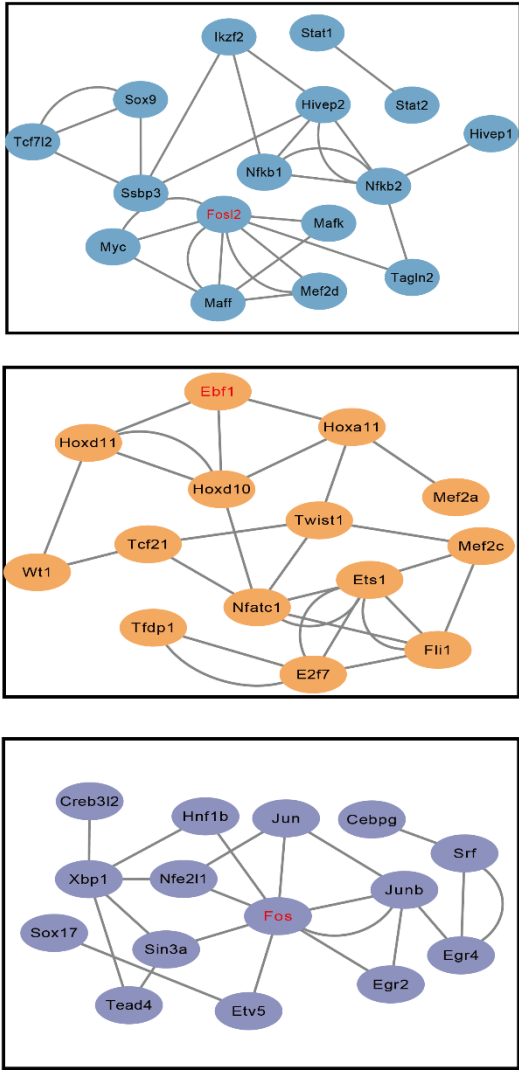 Ikzf2
Stat1
Sox9
Hivep2
Stat2
Tcf7l2
Hivep1
Nfkb1
Nfkb2
Ssbp3
Fosl2
Mafk
Myc
Tagln2
Maff
Mef2d
Ebf1
Hoxd11
Hoxa11
Hoxd10
Mef2a
Twist1
Tcf21
Mef2c
Wt1
Ets1
Nfatc1
Tfdp1
Fli1
E2f7
Creb3l2
Hnf1b
Jun
Cebpg
Srf
Xbp1
Nfe2l1
Junb
Fos
Sox17
Sin3a
Egr4
Egr2
Tead4
Etv5